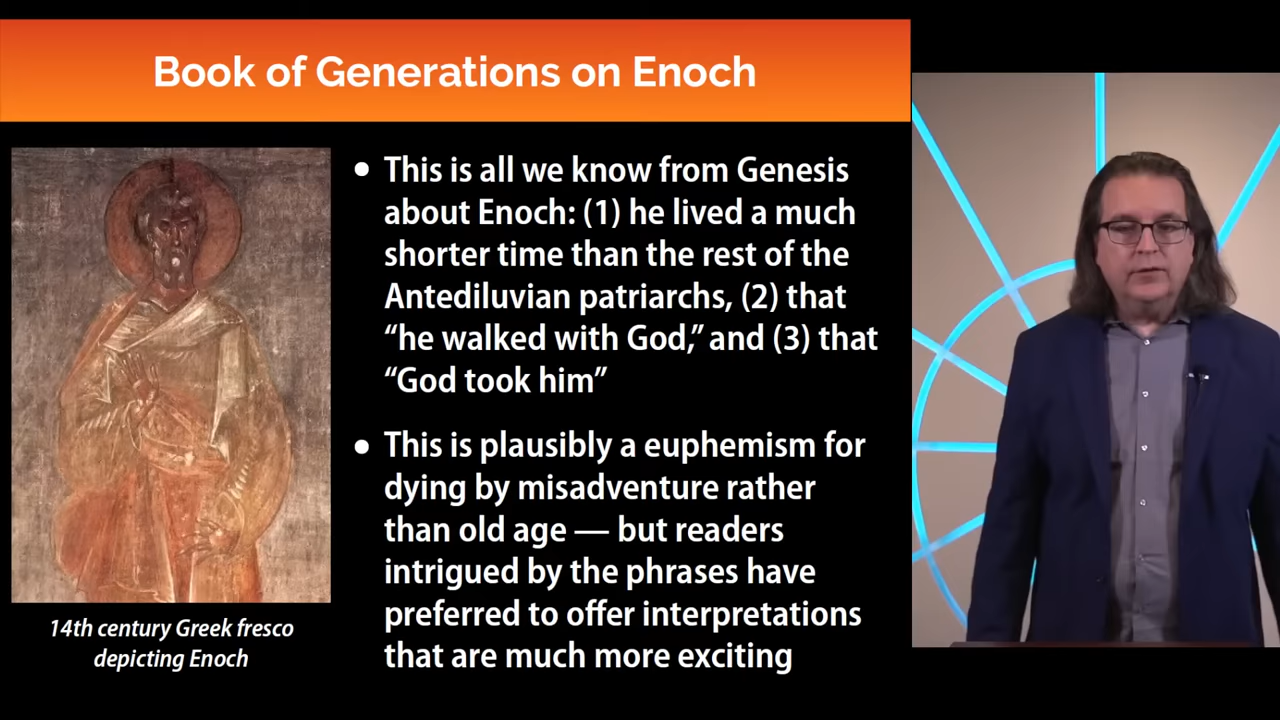 Book of Generations on Enoch
• This is all we know from Genesis
about Enoch: (1) he lived a much
shorter time than the rest of the
Antediluvian patriarchs, (2) that
“he walked with God,” and (3) that
“God took him”
• This is plausibly a euphemism for
dying by misadventure rather
than old age — but readers
intrigued by the phrases have
preferred to offer interpretations
that are much more exciting
14th century Greek fresco
depicting Enoch